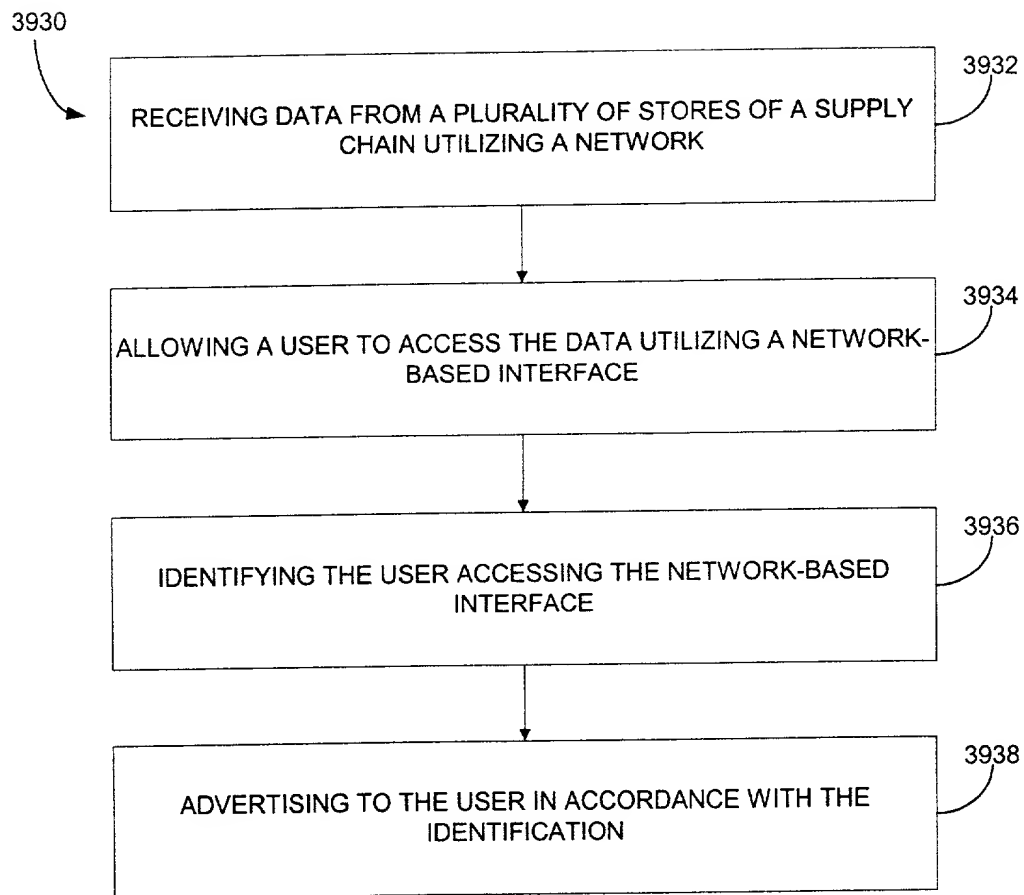 3930
3932
RECEIVING DATA FROM A PLURALITY OF STORES OF A SUPPLY
CHAIN UTILIZING A NETWORK
3934
ALLOWING A USER TO ACCESS THE DATA UTILIZING A NETWORK-
BASED INTERFACE
3936
IDENTIFYING THE USER ACCESSING THE NETWORK-BASED
INTERFACE
3938
ADVERTISING TO THE USER IN ACCORDANCE WITH THE
IDENTIFICATION